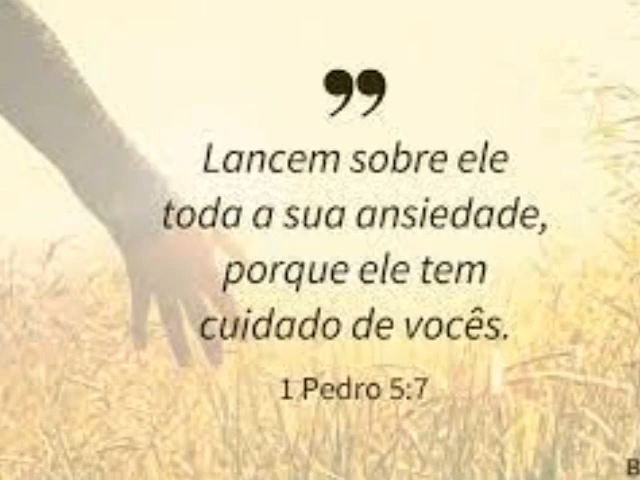 ”
Lancem sobre ele
toda a sua ansiedade,
porque ele tem
cuidado de vocês.
1 Pedro 5:7
B